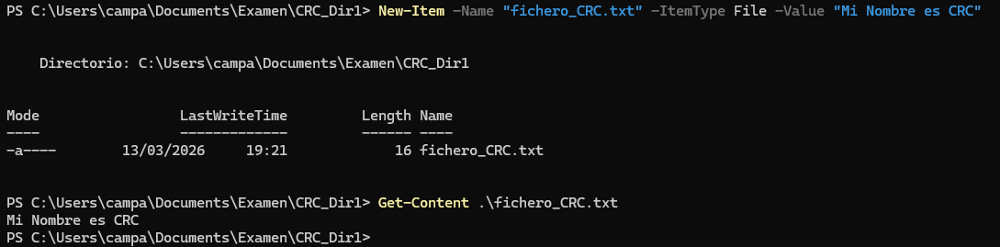 PS C:\Users\campa\Documents\Examen\CRC_Dir1> New-Item -Name "fichero_CRC.txt" -ItemType File -Value "Mi Nombre es CRC"
Directorio: C:\Users\campa\Documents\Examen\CRC_Dir1
Mode                 LastWriteTime         Length Name
----                 -------------         ------ ----
-a----        13/03/2026     19:21             16 fichero_CRC.txt
PS C:\Users\campa\Documents\Examen\CRC_Dir1> Get-Content .\fichero_CRC.txt
Mi Nombre es CRC
PS C:\Users\campa\Documents\Examen\CRC_Dir1>